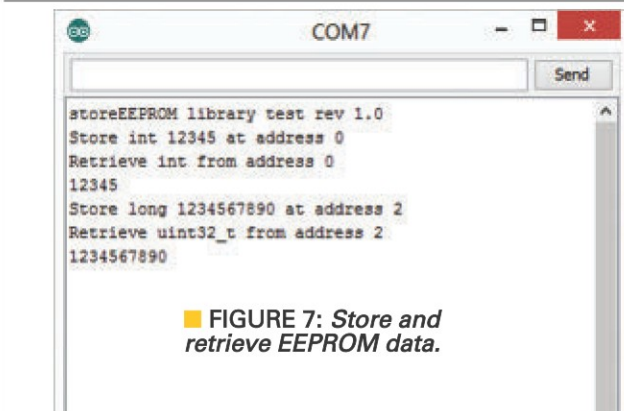 COM7
Send
storeEEPROM library test rev 1.0
Store int 12345 at address 0
Retrieve int from address 0
12345
Store long 1234567890 at address 2
Retrieve uint32_t from address 2
1234567890
FIGURE 7: Store and
retrieve EEPROM data.